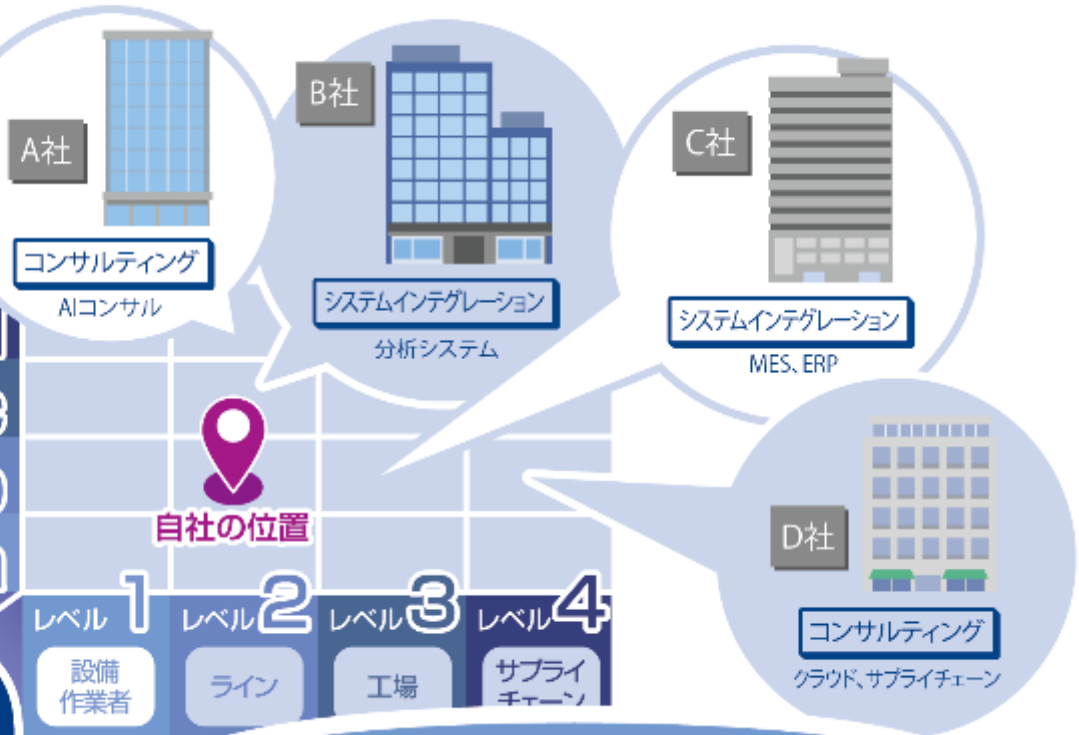 A社
コンサルティング
AIコンサル
B社
システムインテグレーション
分析システム
C社
システムインテグレーション
MES、ERP
D社
コンサルティング
クラウド、サプライチェーン
自社の位置
レベル1
設備
作業者
レベル2
ライン
レベル3
工場
レベル4
サプライ
チェーン